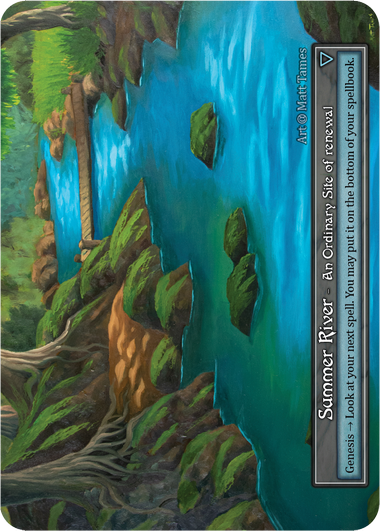 Art @ Matt Tames
Summer River - An Ordinary Site of renewal
Genesis → Look at your next spell. You may put it on the bottom of your spellbook.